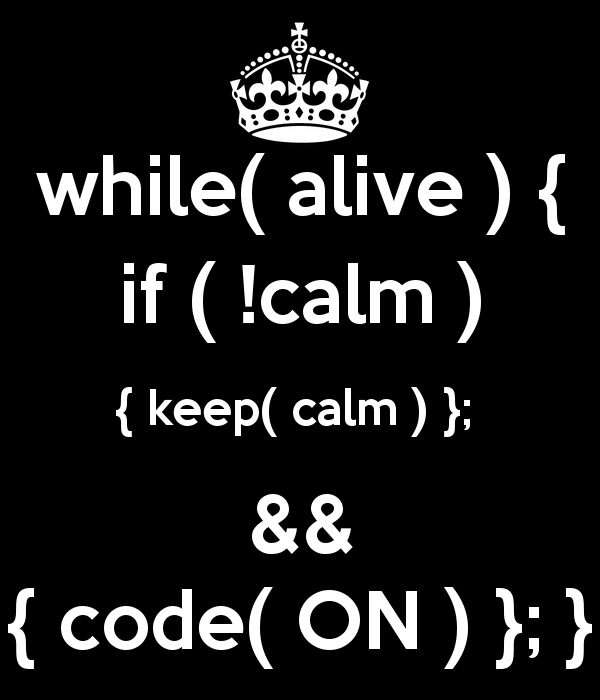 while( alive ) {
if ( !calm )
{ keep( calm ) };
&&
{ code( ON ) }; }